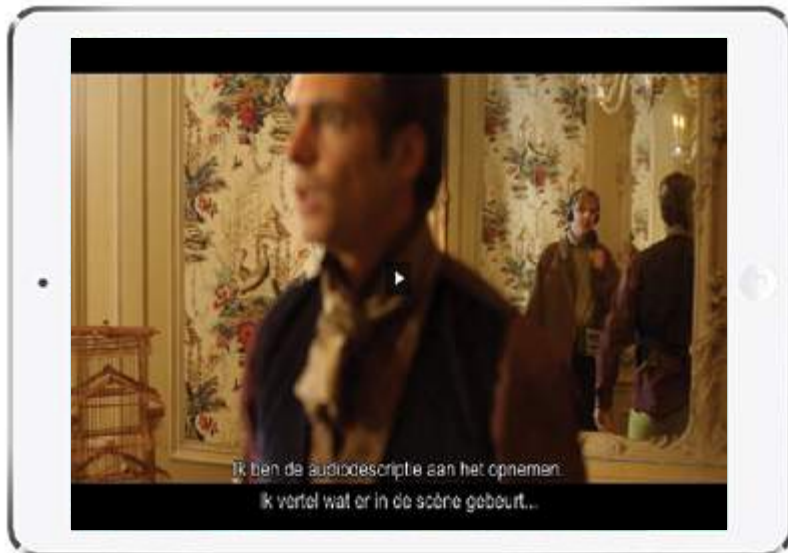 Ik ben de audiodescriptie aan het opnemen.
Ik vertel wat er in de scène gebeurt...